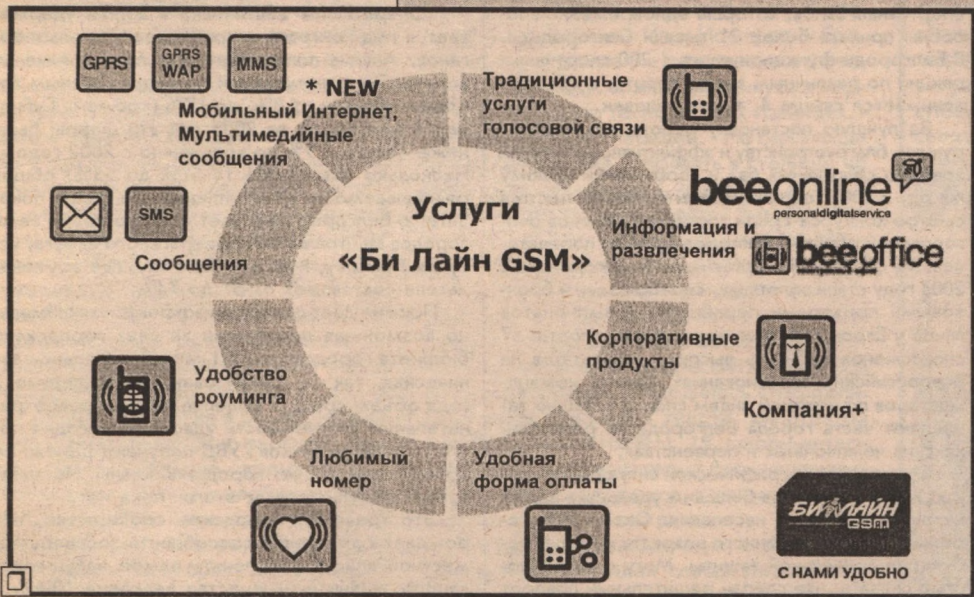 GPRS
GPRS
WAP
MMS
* NEW
Мобильный Интернет,
Мультимедийные
сообщения
Традиционные
услуги
голосовой связи
SMS
Сообщения
Услуги
«Би Лайн GSM»
Информация и
развлечения
beeonline
personaldigitalservice
beeoffice
Удобство
роуминга
Корпоративные
продукты
Компания+
Любимый
номер
Удобная
форма оплаты
БИЛАЙН
GSM
С НАМИ УДОБНО